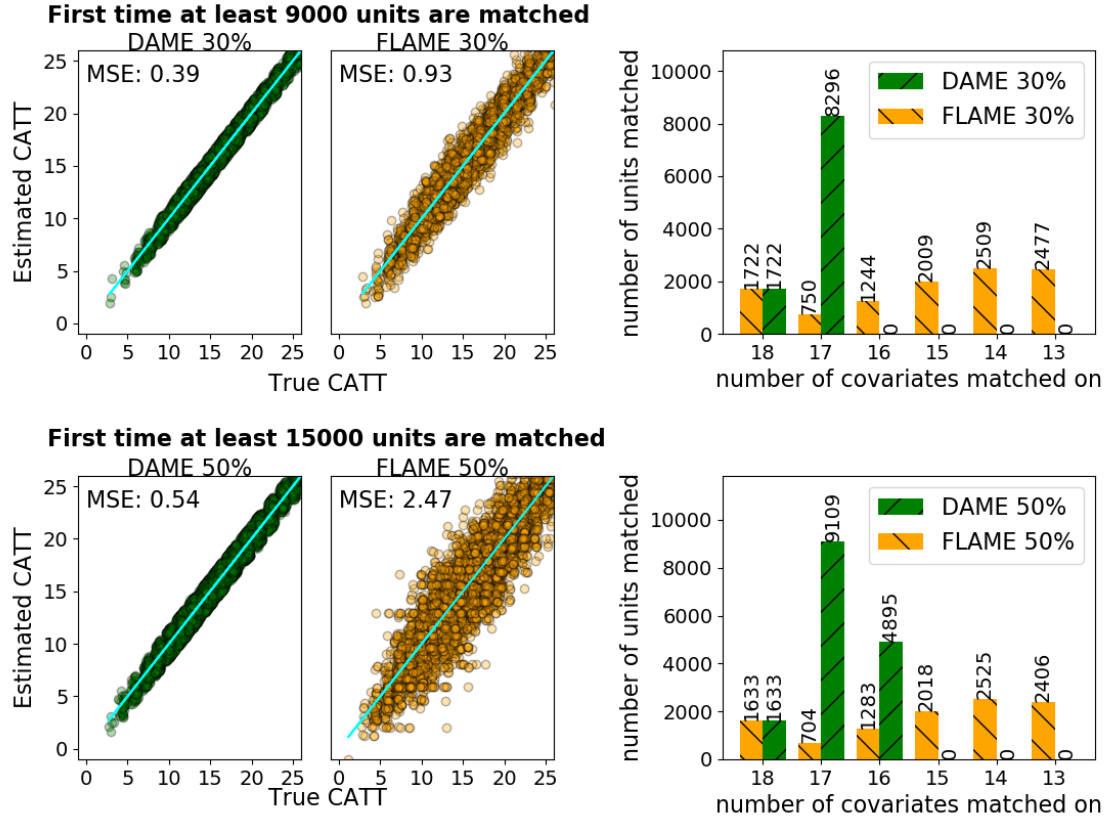 First time at least 9000 units are matched
DAME 30%
FLAME 30%
MSE: 0.39
MSE: 0.93
Estimated CATT
25
20
15
10
5
0
0 5 10 15 20 25
0 5 10 15 20 25
True CATT
number of units matched
10000
8000
6000
4000
2000
0
DAME 30%
FLAME 30%
1722
1722
750
8296
1244
0
2009
0
2509
0
2477
0
18 17 16 15 14 13
number of covariates matched on
First time at least 15000 units are matched
DAME 50%
FLAME 50%
MSE: 0.54
MSE: 2.47
Estimated CATT
25
20
15
10
5
0
0 5 10 15 20 25
0 5 10 15 20 25
True CATT
number of units matched
10000
8000
6000
4000
2000
0
DAME 50%
FLAME 50%
1633
1633
704
9109
1283
4895
2018
0
2525
0
2406
0
18 17 16 15 14 13
number of covariates matched on